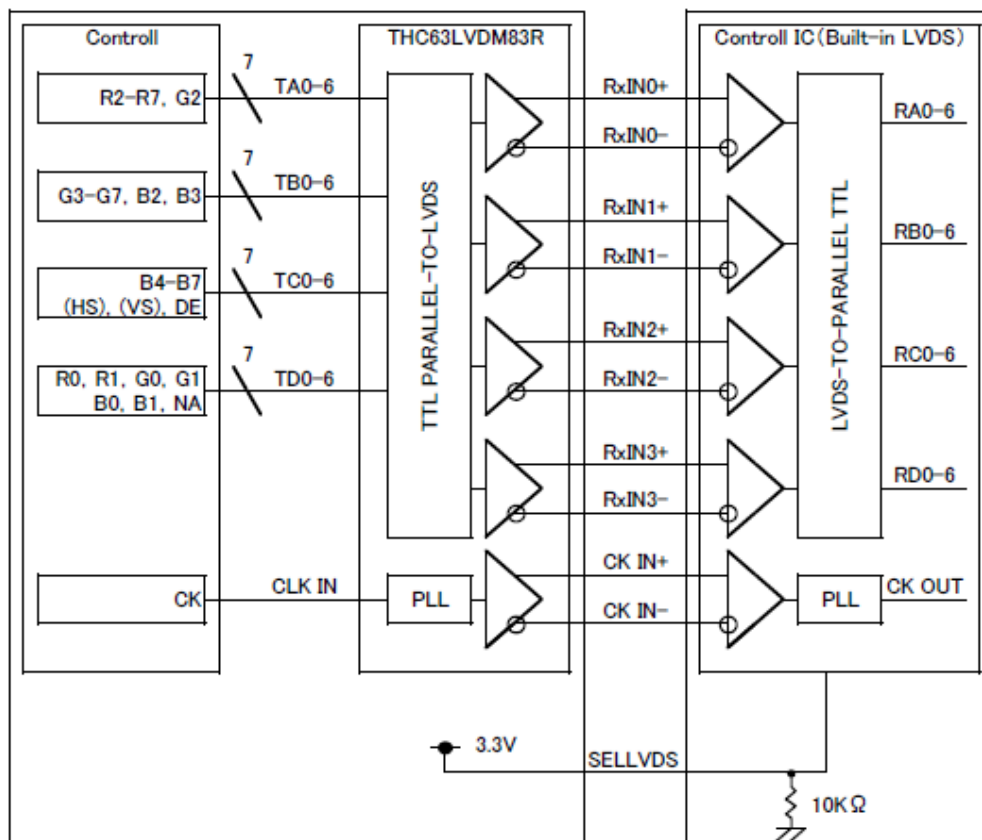 Controll
THC63LVDM83R
Controll IC(Built-in LVDS)
7
R2-R7, G2
TA0-6
RxIN0+
RxIN0-
RA0-6
7
G3-G7, B2, B3
TB0-6
RxIN1+
RxIN1-
RB0-6
7
B4-B7
(HS), (VS), DE
TC0-6
RxIN2+
RxIN2-
RC0-6
7
R0, R1, G0, G1
B0, B1, NA
TD0-6
RxIN3+
RxIN3-
RD0-6
TTL PARALLEL-TO-LVDS
LVDS-TO-PARALLEL TTL
CK
CLK IN
PLL
CK IN+
CK IN-
PLL
CK OUT
3.3V
SELLVDS
10KΩ